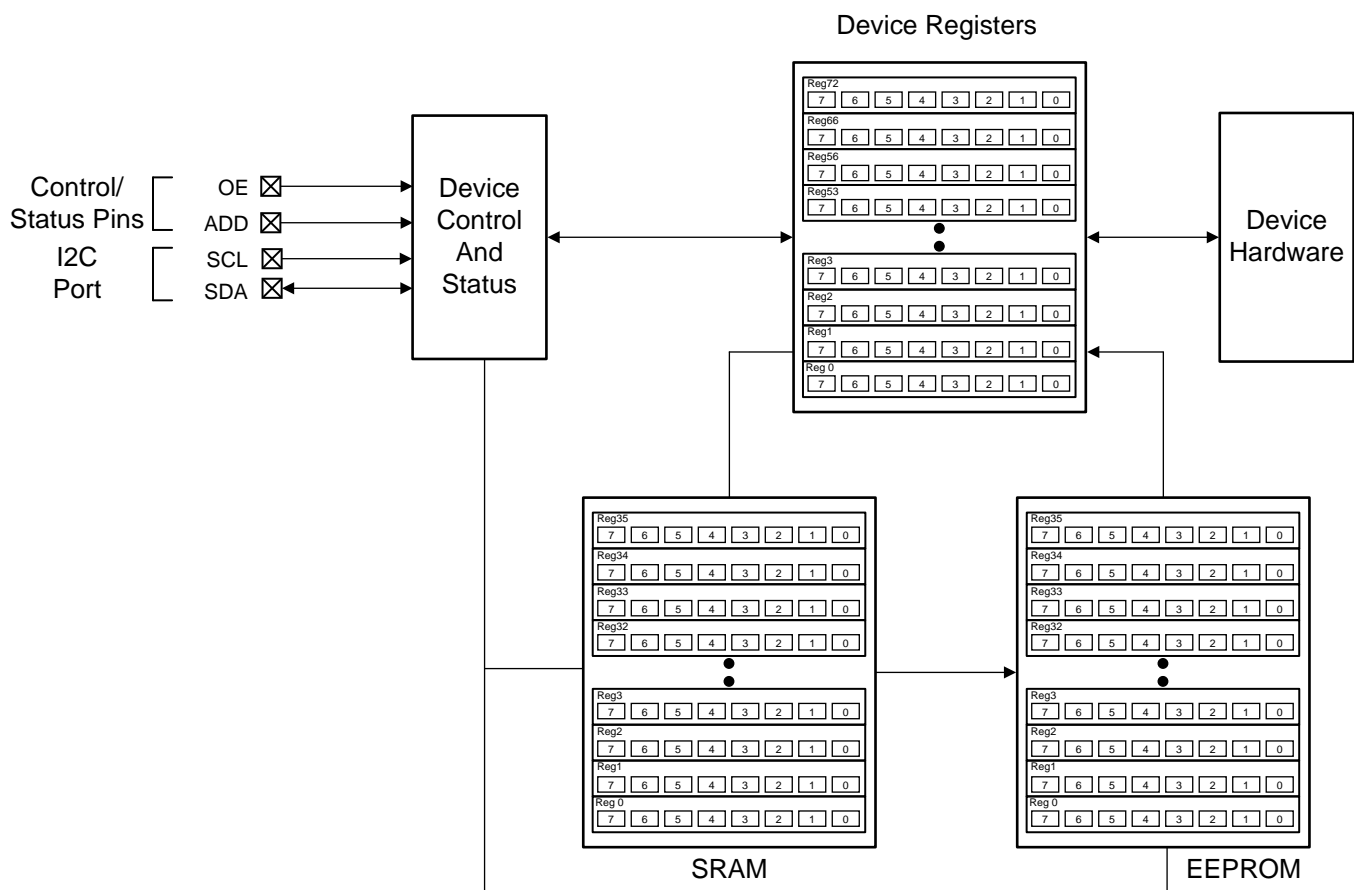 Device Registers
Reg72
7 6 5 4 3 2 1 0
Reg66
7 6 5 4 3 2 1 0
Reg56
7 6 5 4 3 2 1 0
Reg53
7 6 5 4 3 2 1 0
Reg3
7 6 5 4 3 2 1 0
Reg2
7 6 5 4 3 2 1 0
Reg1
7 6 5 4 3 2 1 0
Reg 0
7 6 5 4 3 2 1 0
Control/
Status Pins
OE
ADD
I2C
Port
SCL
SDA
Device
Control
And
Status
Device
Hardware
Reg35
7 6 5 4 3 2 1 0
Reg34
7 6 5 4 3 2 1 0
Reg33
7 6 5 4 3 2 1 0
Reg32
7 6 5 4 3 2 1 0
Reg3
7 6 5 4 3 2 1 0
Reg2
7 6 5 4 3 2 1 0
Reg1
7 6 5 4 3 2 1 0
Reg 0
7 6 5 4 3 2 1 0
SRAM
Reg35
7 6 5 4 3 2 1 0
Reg34
7 6 5 4 3 2 1 0
Reg33
7 6 5 4 3 2 1 0
Reg32
7 6 5 4 3 2 1 0
Reg3
7 6 5 4 3 2 1 0
Reg2
7 6 5 4 3 2 1 0
Reg1
7 6 5 4 3 2 1 0
Reg 0
7 6 5 4 3 2 1 0
EEPROM